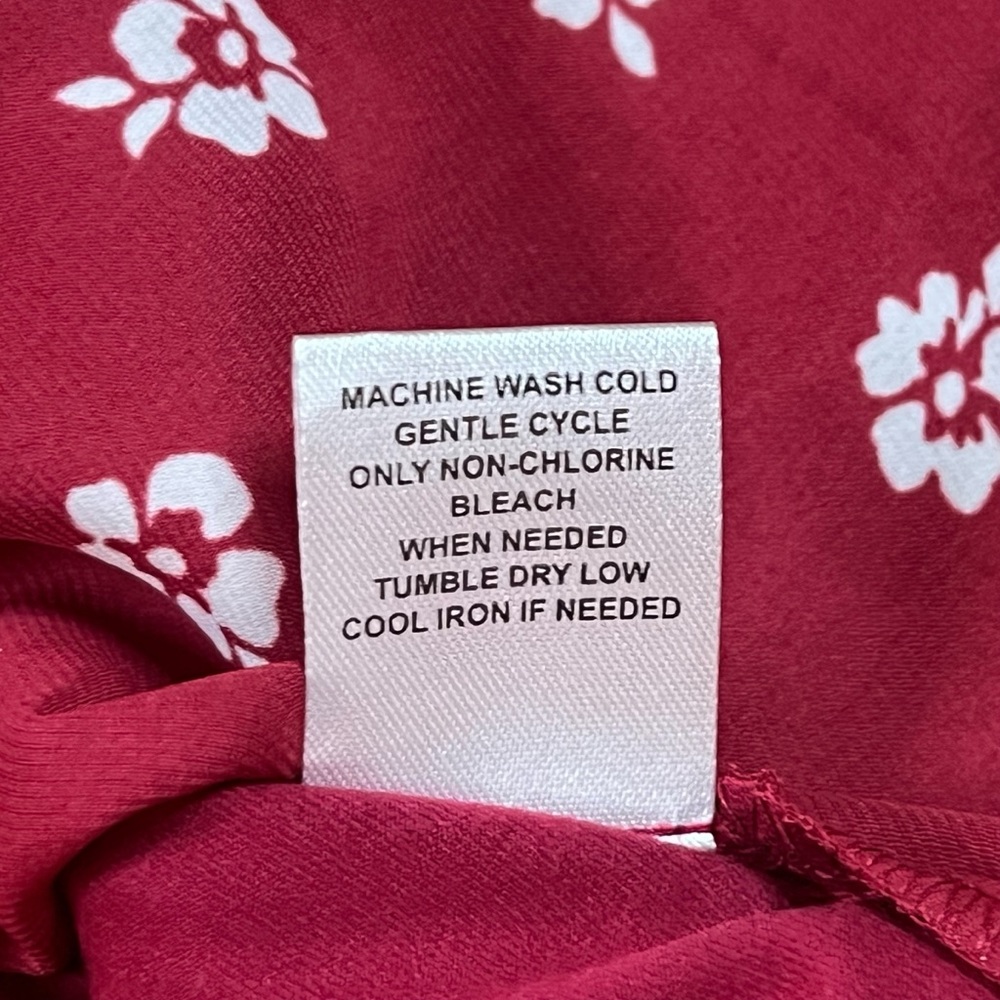 MACHINE WASH COLD
GENTLE CYCLE
ONLY NON-CHLORINE
BLEACH
WHEN NEEDED
TUMBLE DRY LOW
COOL IRON IF NEEDED